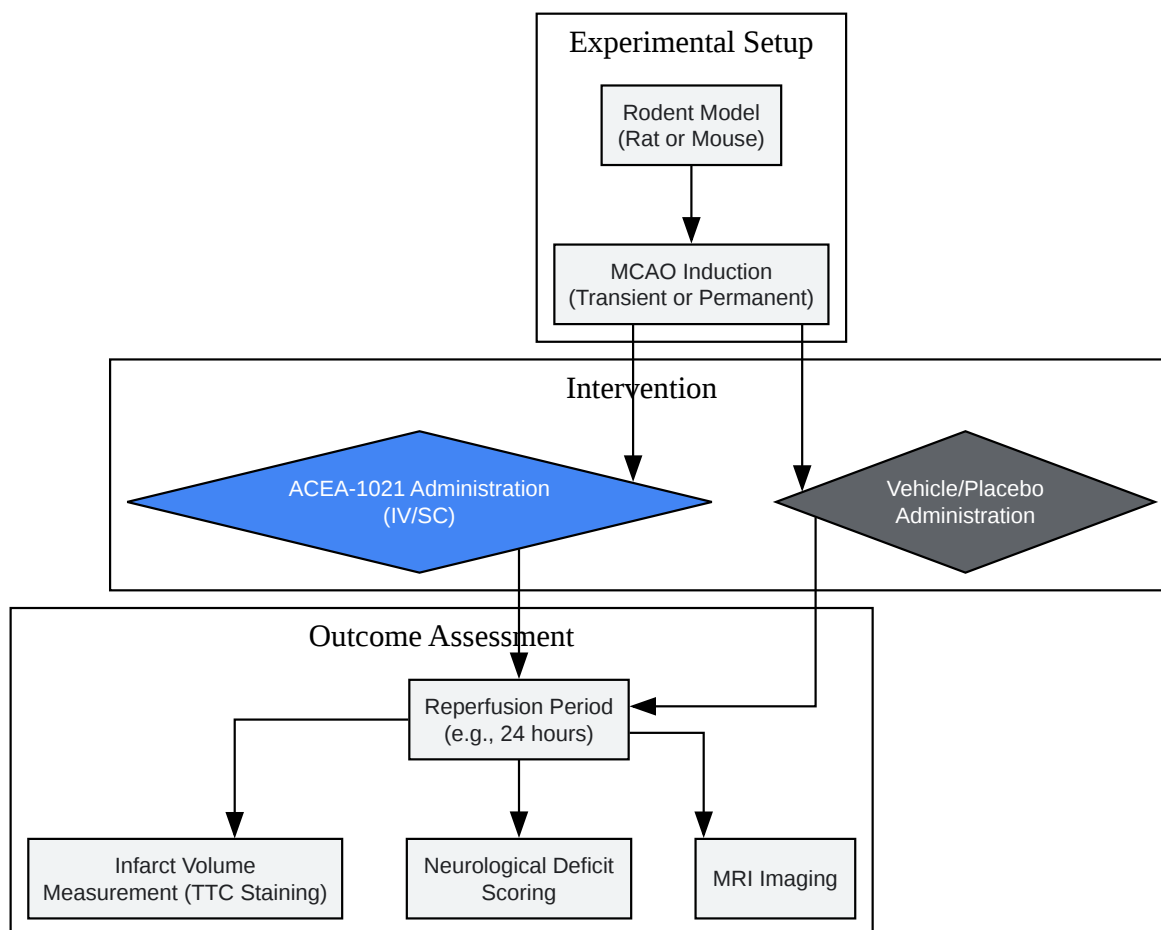 Experimental Setup
Rodent Model
(Rat or Mouse)
MCAO Induction
(Transient or Permanent)
Intervention
ACEA-1021 Administration
(IV/SC)
Vehicle/Placebo
Administration
Outcome Assessment
Reperfusion Period
(e.g., 24 hours)
Infarct Volume
Measurement (TTC Staining)
Neurological Deficit
Scoring
MRI Imaging